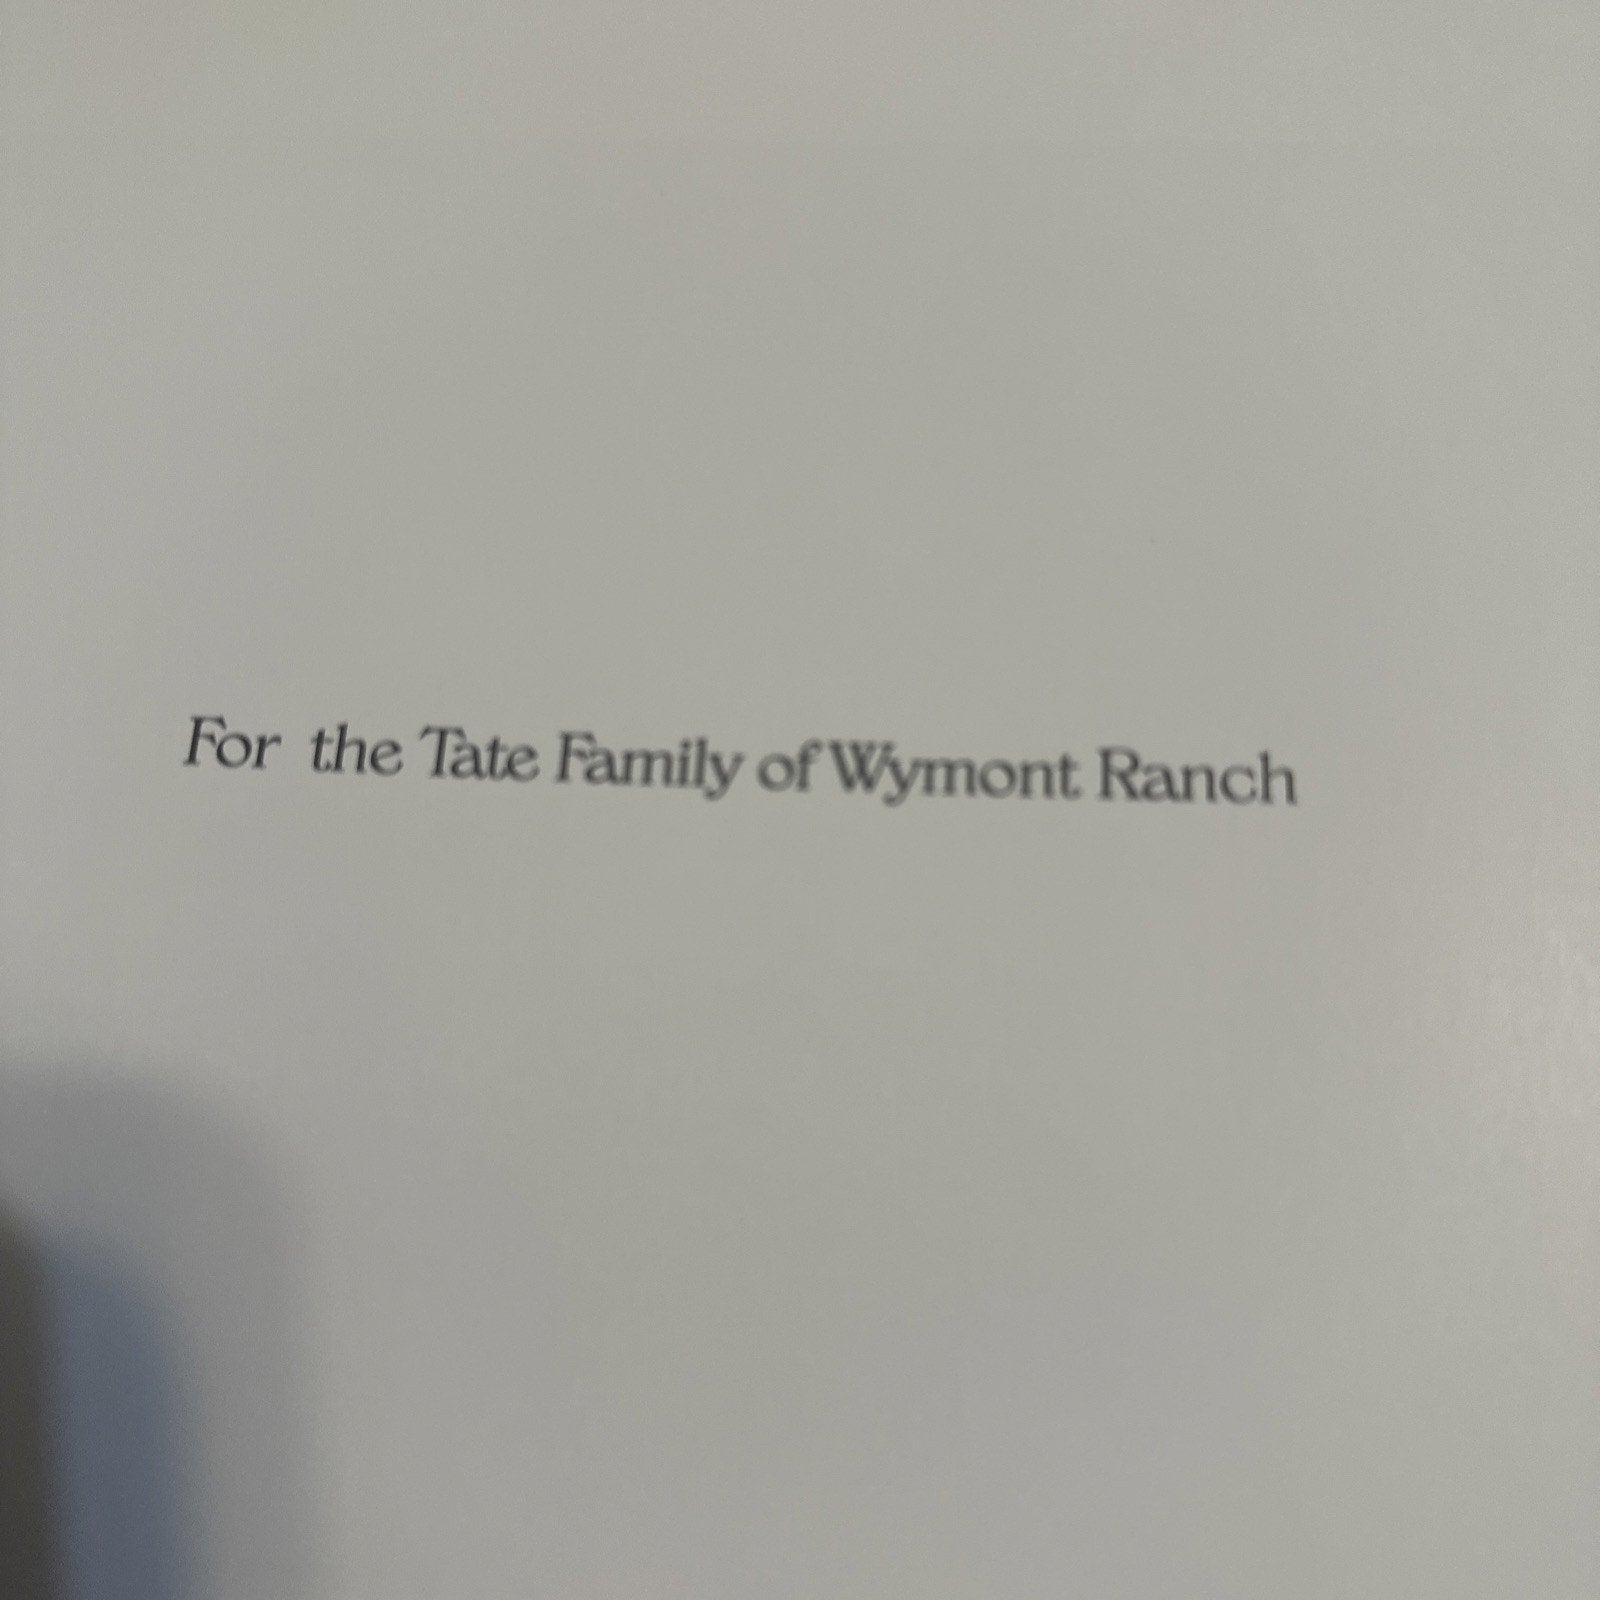 For the Tate Family of Wymont Ranch